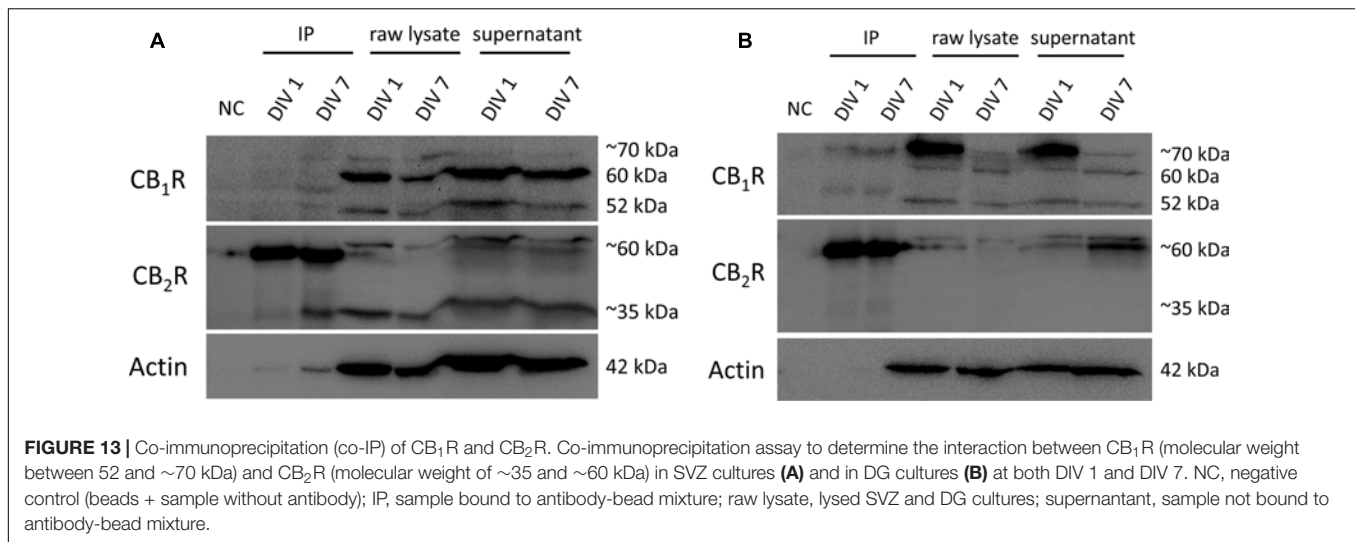 A
IP raw lysate supernatant
NC DIV 1 DIV 7 DIV 1 DIV 7 DIV 1 DIV 7
CB₁R
~70 kDa
60 kDa
52 kDa
CB₂R
~60 kDa
~35 kDa
Actin
42 kDa
B
IP raw lysate supernatant
NC DIV 1 DIV 7 DIV 1 DIV 7 DIV 1 DIV 7
CB₁R
~70 kDa
60 kDa
52 kDa
CB₂R
~60 kDa
~35 kDa
Actin
42 kDa
FIGURE 13 | Co-immunoprecipitation (co-IP) of CB₁R and CB₂R. Co-immunoprecipitation assay to determine the interaction between CB₁R (molecular weight
between 52 and ~70 kDa) and CB₂R (molecular weight of ~35 and ~60 kDa) in SVZ cultures (A) and in DG cultures (B) at both DIV 1 and DIV 7. NC, negative
control (beads + sample without antibody); IP, sample bound to antibody-bead mixture; raw lysate, lysed SVZ and DG cultures; supernatant, sample not bound to
antibody-bead mixture.